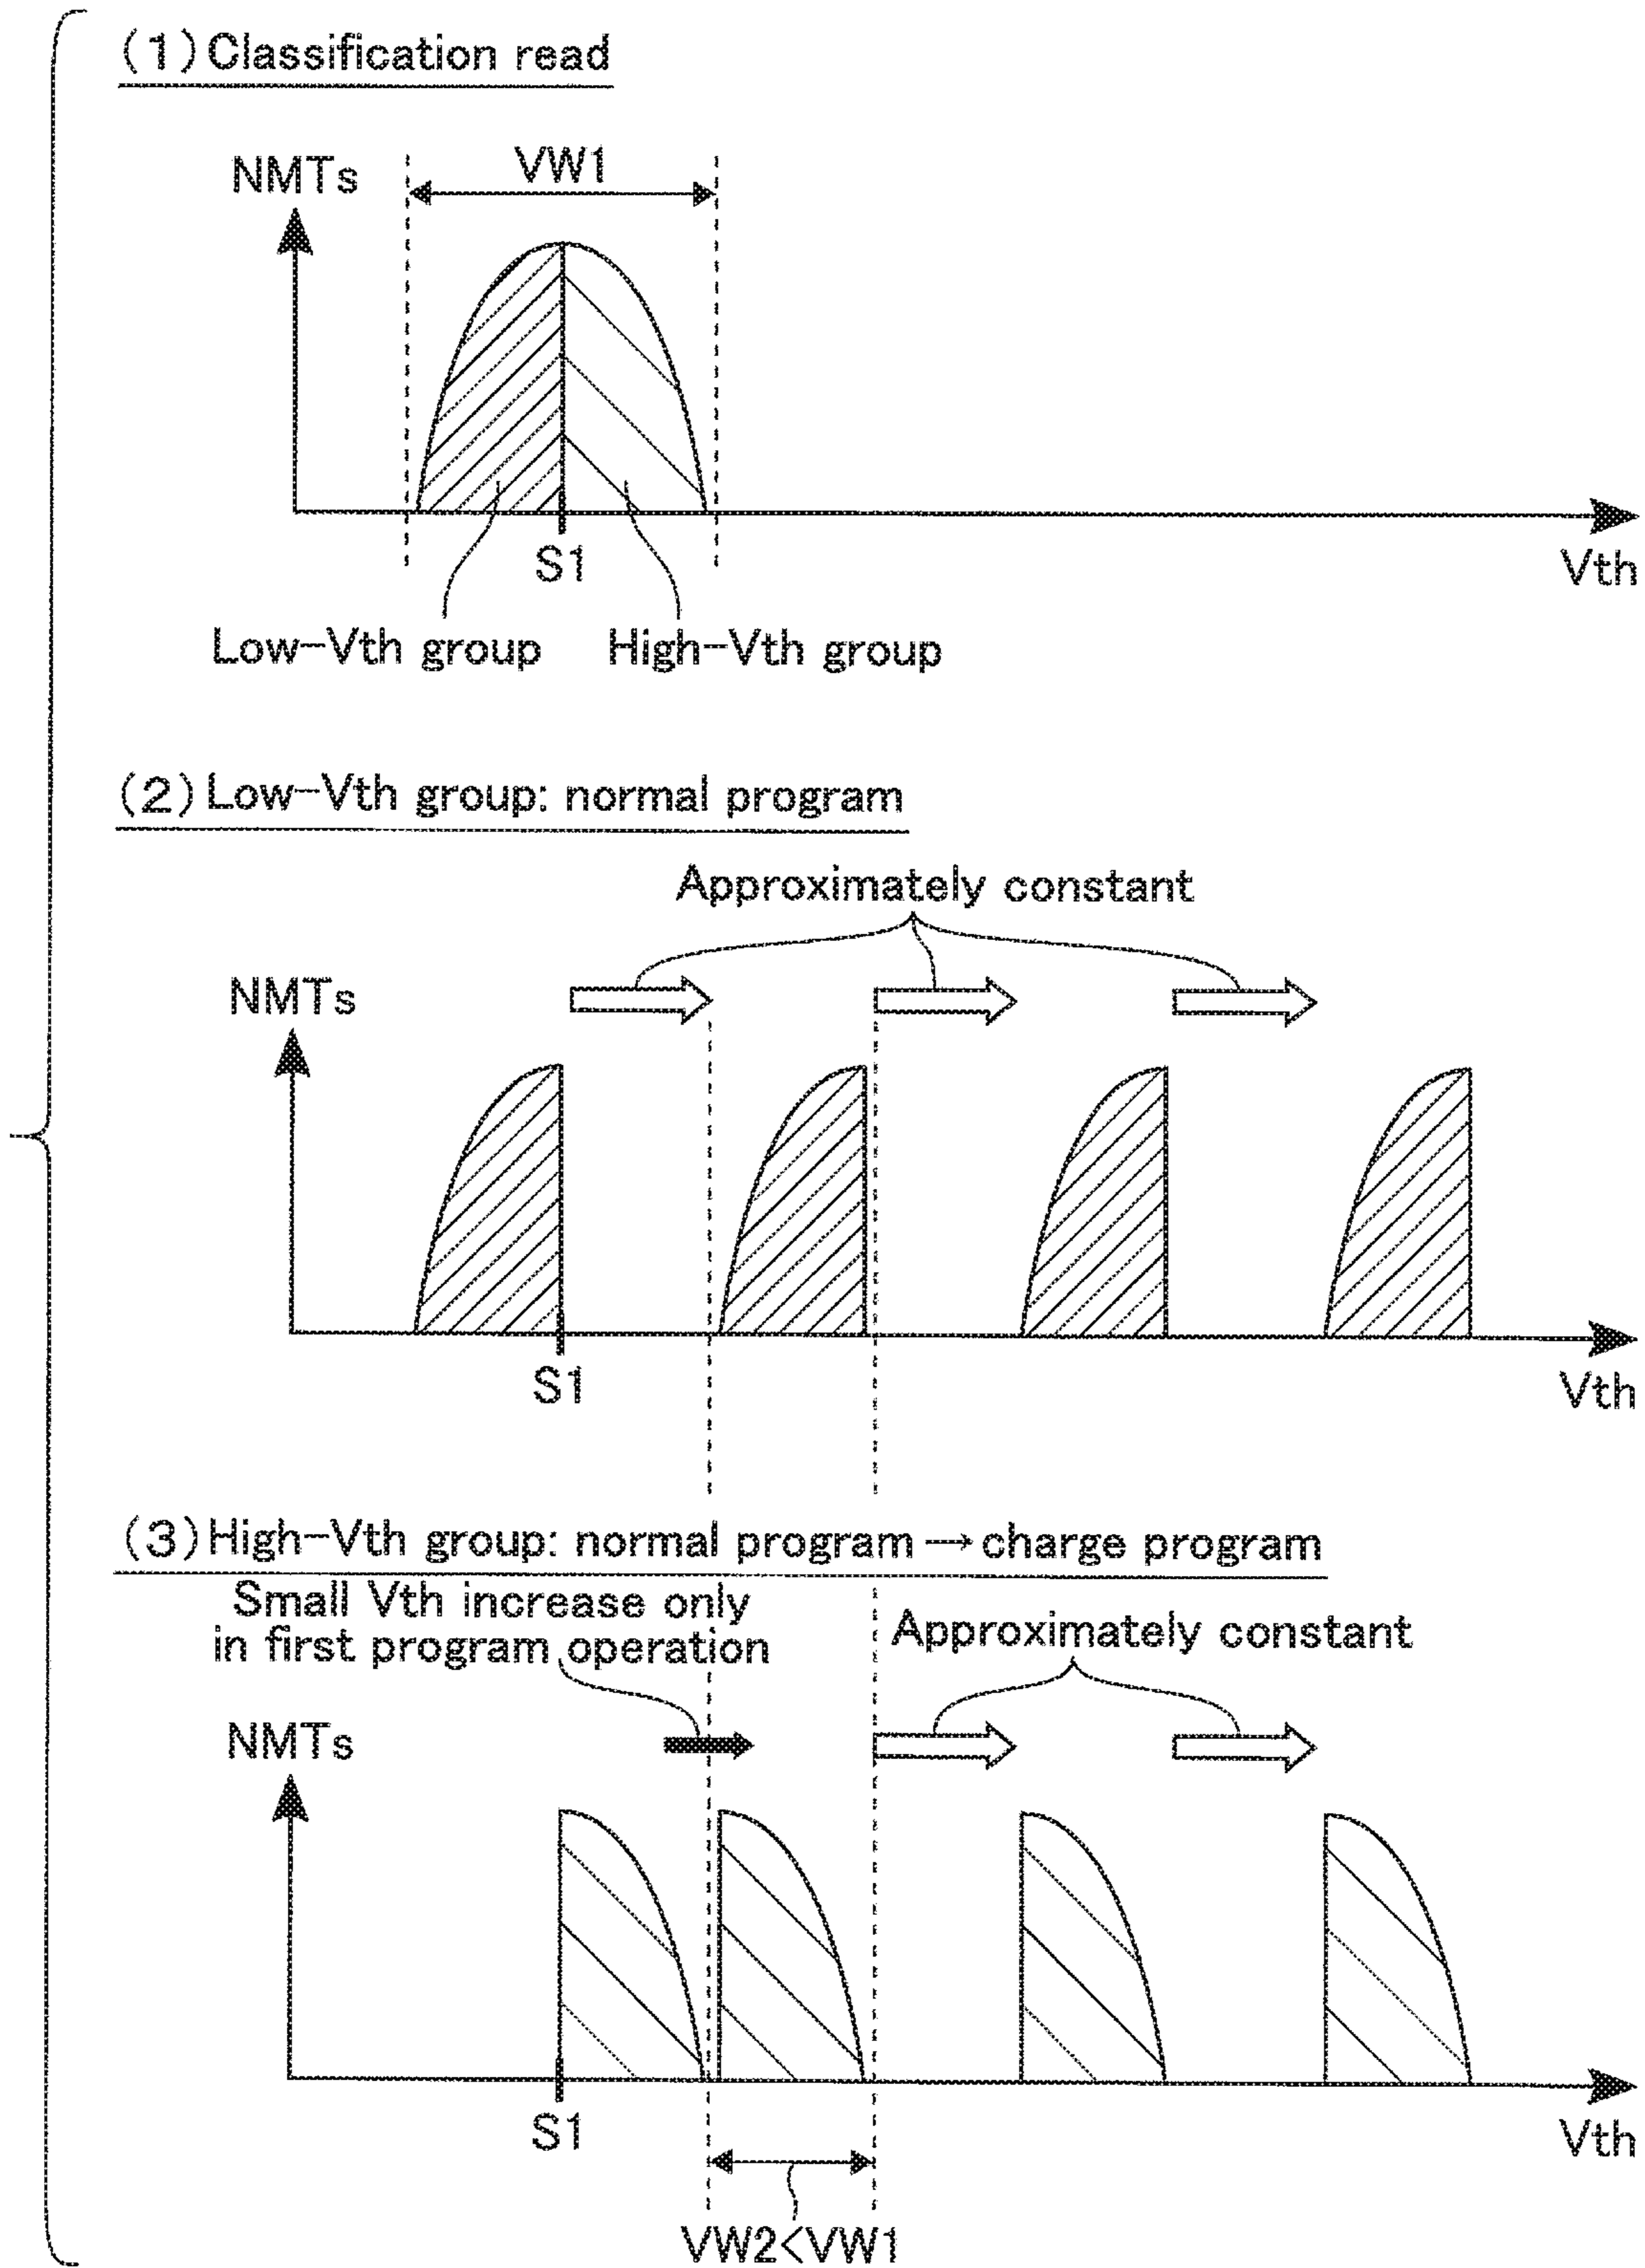 (1) Classification read
VW1
NMTs
S1
Vth
Low-Vth group
High-Vth group
(2) Low-Vth group: normal program
Approximately constant
NMTs
S1
Vth
(3) High-Vth group: normal program → charge program
Small Vth increase only
in first program operation
Approximately constant
NMTs
S1
Vth
VW2<VW1